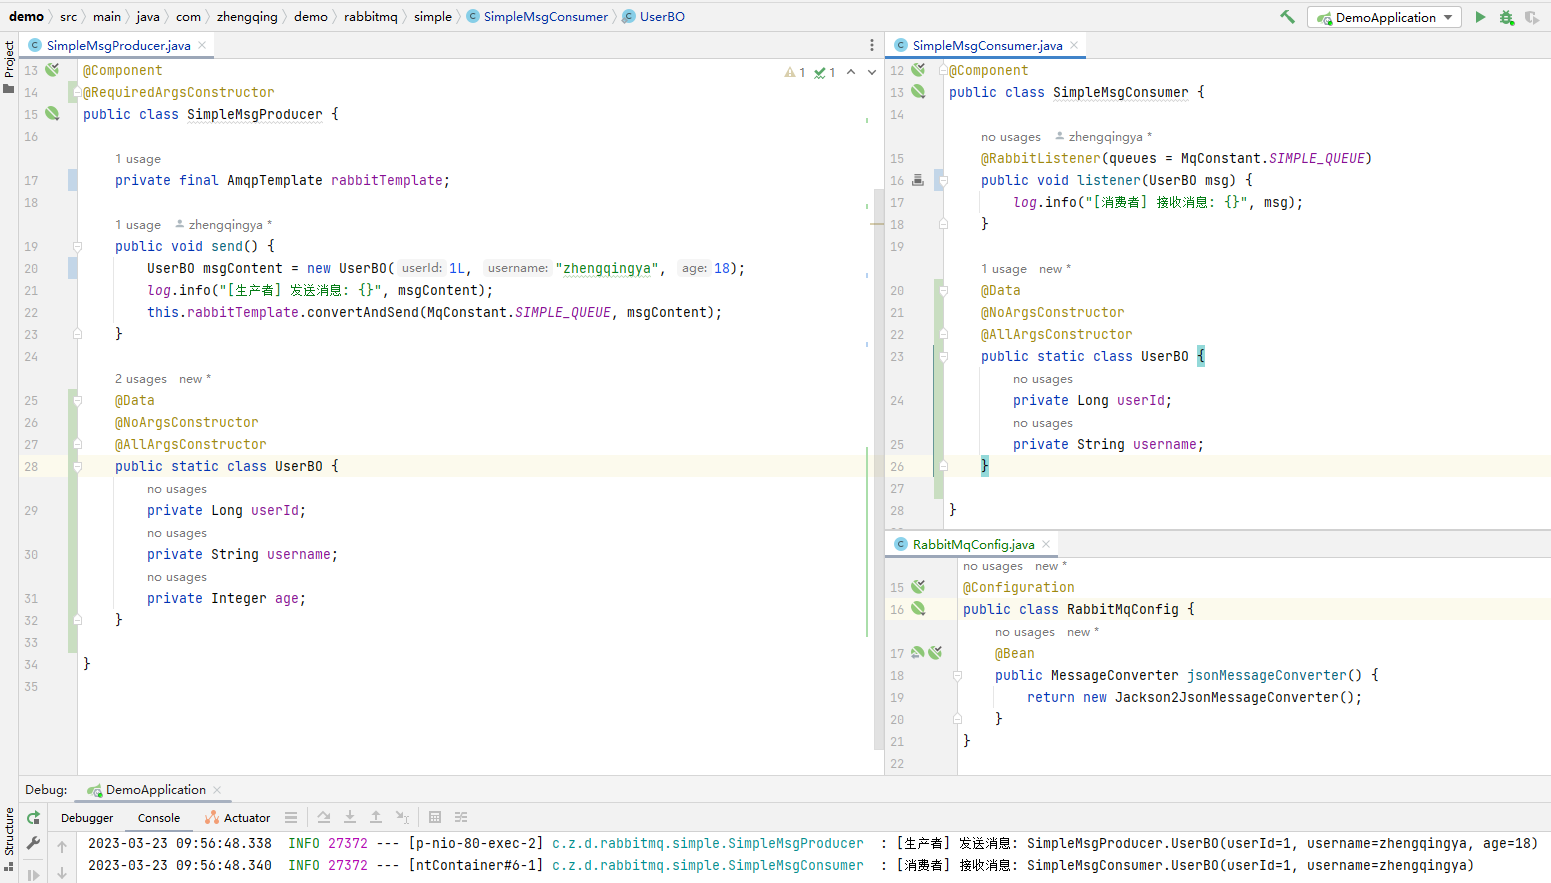 demo src main java com zhengqing demo rabbitmq simple SimpleMsgConsumer UserBO
DemoApplication
Project
Structure
SimpleMsgProducer.java
1 1
13 @Component
14 @RequiredArgsConstructor
15 public class SimpleMsgProducer {
16
1 usage
17 private final AmqpTemplate rabbitTemplate;
18
1 usage zhengqingya *
19 public void send() {
20 UserBO msgContent = new UserBO( userId: 1L, username: "zhengqingya", age: 18);
21 log.info("[生产者] 发送消息: {}", msgContent);
22 this.rabbitTemplate.convertAndSend(MqConstant.SIMPLE_QUEUE, msgContent);
23 }
24
2 usages new *
25 @Data
26 @NoArgsConstructor
27 @AllArgsConstructor
28 public static class UserBO {
no usages
29 private Long userId;
no usages
30 private String username;
no usages
31 private Integer age;
32 }
33
34 }
35
SimpleMsgConsumer.java
12 @Component
13 public class SimpleMsgConsumer {
14
no usages zhengqingya *
15 @RabbitListener(queues = MqConstant.SIMPLE_QUEUE)
16 public void listener(UserBO msg) {
17 log.info("[消费者] 接收消息: {}", msg);
18 }
19
1 usage new *
20 @Data
21 @NoArgsConstructor
22 @AllArgsConstructor
23 public static class UserBO {
no usages
24 private Long userId;
no usages
25 private String username;
26 }
27
28 }
RabbitMqConfig.java
no usages new *
15 @Configuration
16 public class RabbitMqConfig {
no usages new *
17 @Bean
18 public MessageConverter jsonMessageConverter() {
19 return new Jackson2JsonMessageConverter();
20 }
21 }
22
Debug: DemoApplication
Debugger Console Actuator
2023-03-23 09:56:48.338 INFO 27372 --- [p-nio-80-exec-2] c.z.d.rabbitmq.simple.SimpleMsgProducer : [生产者] 发送消息: SimpleMsgProducer.UserBO(userId=1, username=zhengqingya, age=18)
2023-03-23 09:56:48.340 INFO 27372 --- [ntContainer#6-1] c.z.d.rabbitmq.simple.SimpleMsgConsumer : [消费者] 接收消息: SimpleMsgConsumer.UserBO(userId=1, username=zhengqingya)